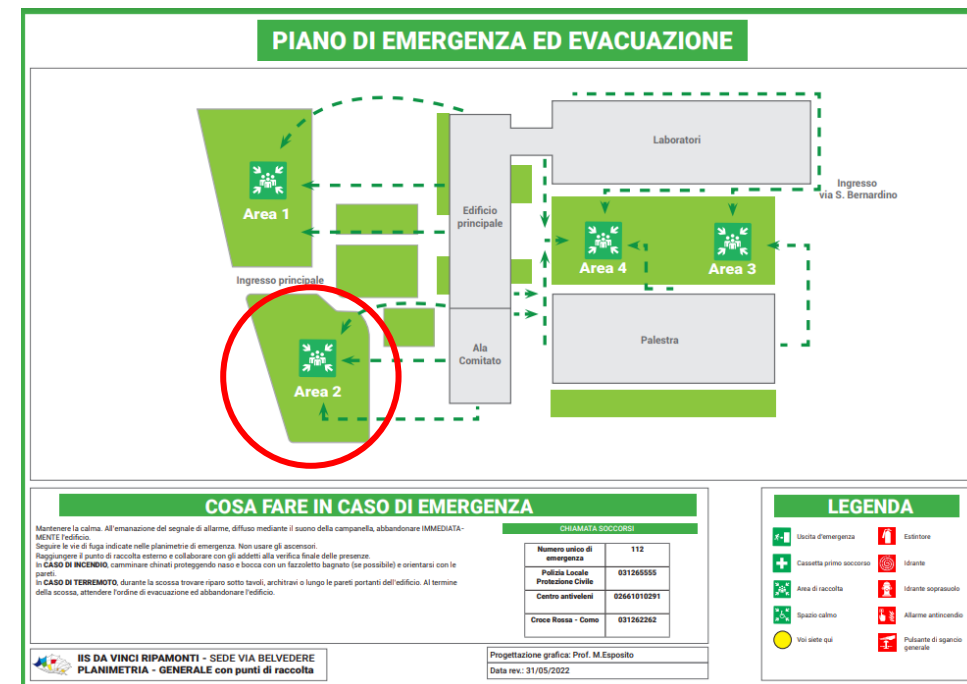 PIANO DI EMERGENZA ED EVACUAZIONE
Laboratori
Ingresso
via S. Bernardino
Area 1
Edificio
principale
Area 4
Area 3
Ingresso principale
Ala
Comitato
Palestra
Area 2
COSA FARE IN CASO DI EMERGENZA
Mantenere la calma. All'emanazione del segnale di allarme, diffuso mediante il suono della campanella, abbandonare IMMEDIATA-
MENTE l'edificio.
Seguire le vie di fuga indicate nelle planimetrie di emergenza. Non usare gli ascensori.
Raggiungere il punto di raccolta esterno e collaborare con gli addetti alla verifica finale delle presenze.
In CASO DI INCENDIO, camminare chinati proteggendo naso e bocca con un fazzoletto bagnato (se possibile) e orientarsi con le
pareti.
In CASO DI TERREMOTO, durante la scossa trovare riparo sotto tavoli, architravi o lungo le pareti portanti dell'edificio. Al termine
della scossa, attendere l'ordine di evacuazione ed abbandonare l'edificio.
CHIAMATA SOCCORSI
Numero unico di
emergenza
112
Polizia Locale
Protezione Civile
031265555
Centro antiveleni
02661010291
Croce Rossa - Como
031262262
LEGENDA
Uscita d'emergenza
Estintore
Cassetta primo soccorso
Idrante
Area di raccolta
Idrante soprasuolo
Spazio calmo
Allarme antincendio
Voi siete qui
Pulsante di sgancio
generale
IIS DA VINCI RIPAMONTI - SEDE VIA BELVEDERE
PLANIMETRIA - GENERALE con punti di raccolta
Progettazione grafica: Prof. M.Esposito
Data rev.: 31/05/2022